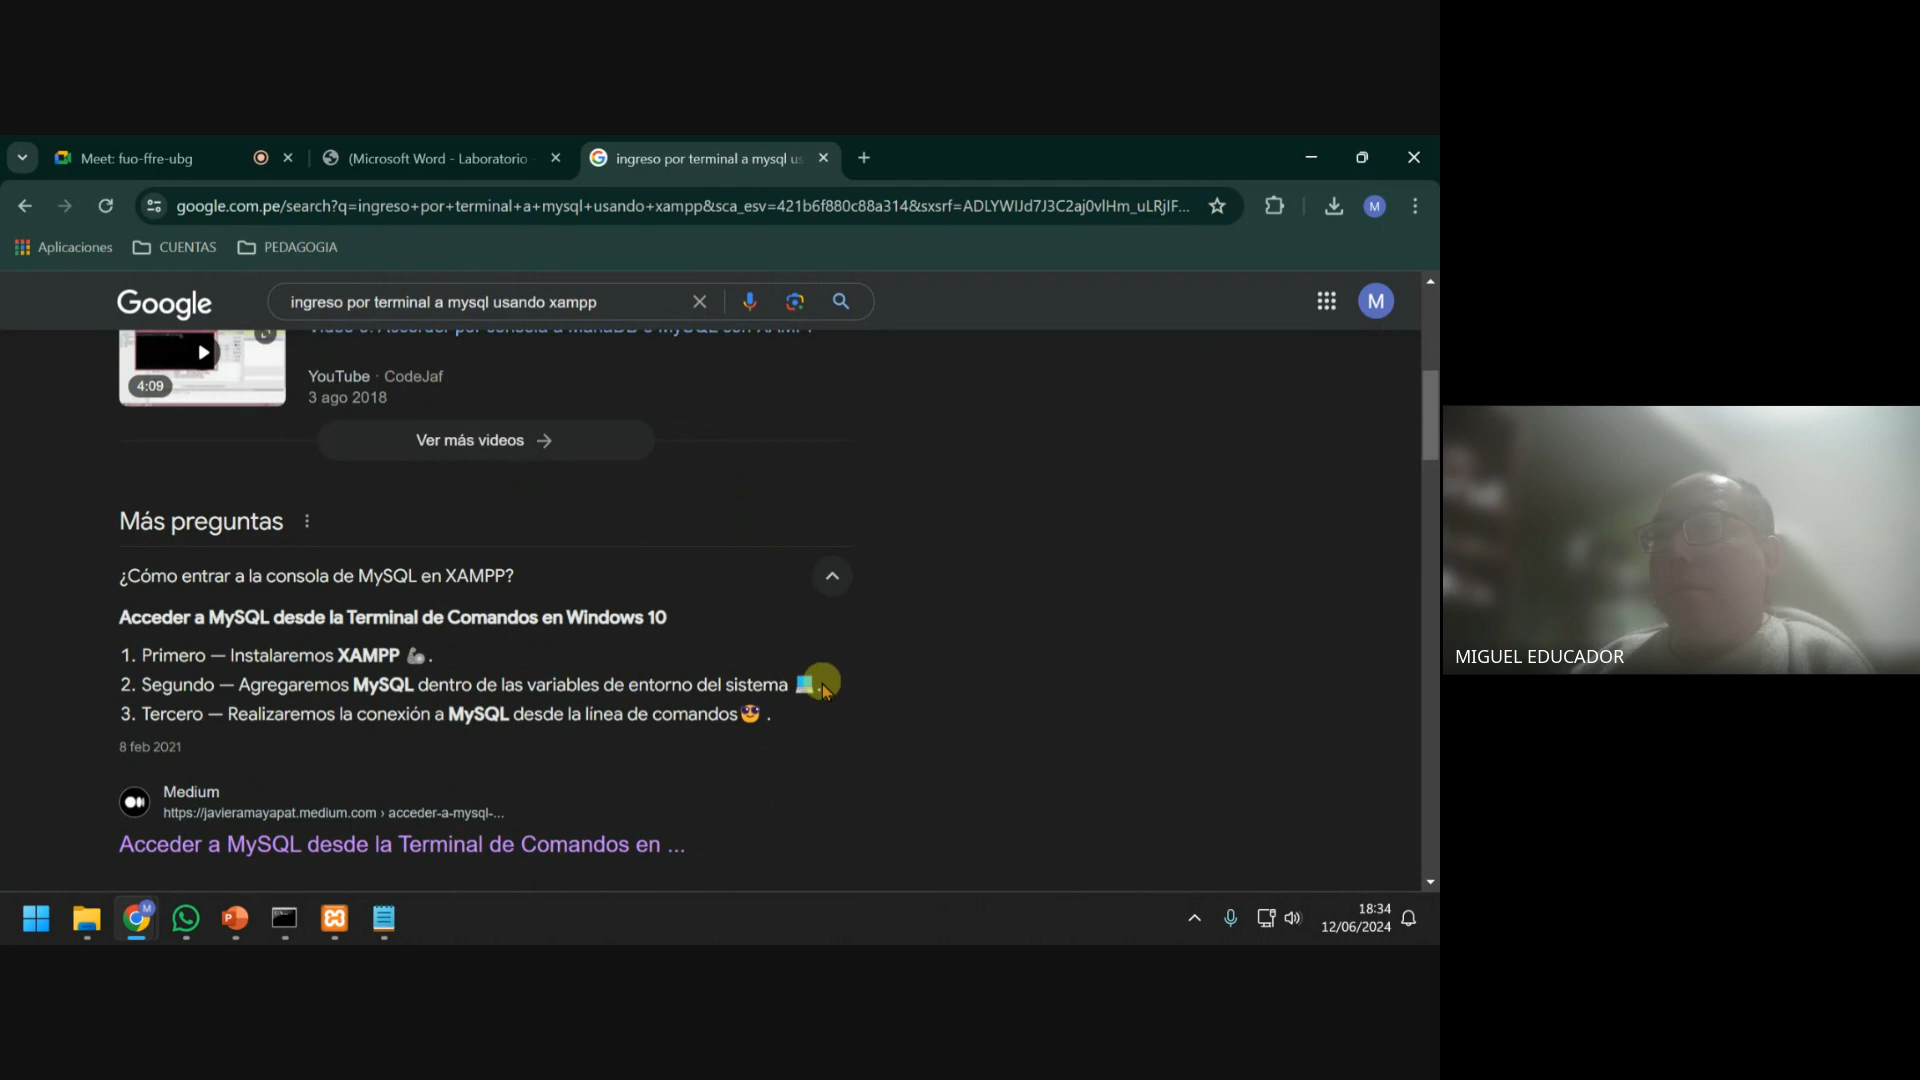 Meet: fuo-ffre-ubg
(Microsoft Word - Laboratorio
ingreso por terminal a mysql us
google.com.pe/search?q=ingreso+por+terminal+a+mysql+usando+xampp&sca_esv=421b6f880c88a314&sxsrf=ADLYWIJd7J3C2aj0vlHm_uLRjlF...
M
Aplicaciones
CUENTAS
PEDAGOGIA
Google
ingreso por terminal a mysql usando xampp
M
4:09
YouTube · CodeJaf
3 ago 2018
Ver más videos
Más preguntas
¿Cómo entrar a la consola de MySQL en XAMPP?
Acceder a MySQL desde la Terminal de Comandos en Windows 10
1. Primero — Instalaremos XAMPP 🦾 .
2. Segundo — Agregaremos MySQL dentro de las variables de entorno del sistema 💻 .
3. Tercero — Realizaremos la conexión a MySQL desde la línea de comandos😎 .
8 feb 2021
Medium
https://javieramayapat.medium.com › acceder-a-mysql-...
Acceder a MySQL desde la Terminal de Comandos en ...
18:34
12/06/2024
MIGUEL EDUCADOR